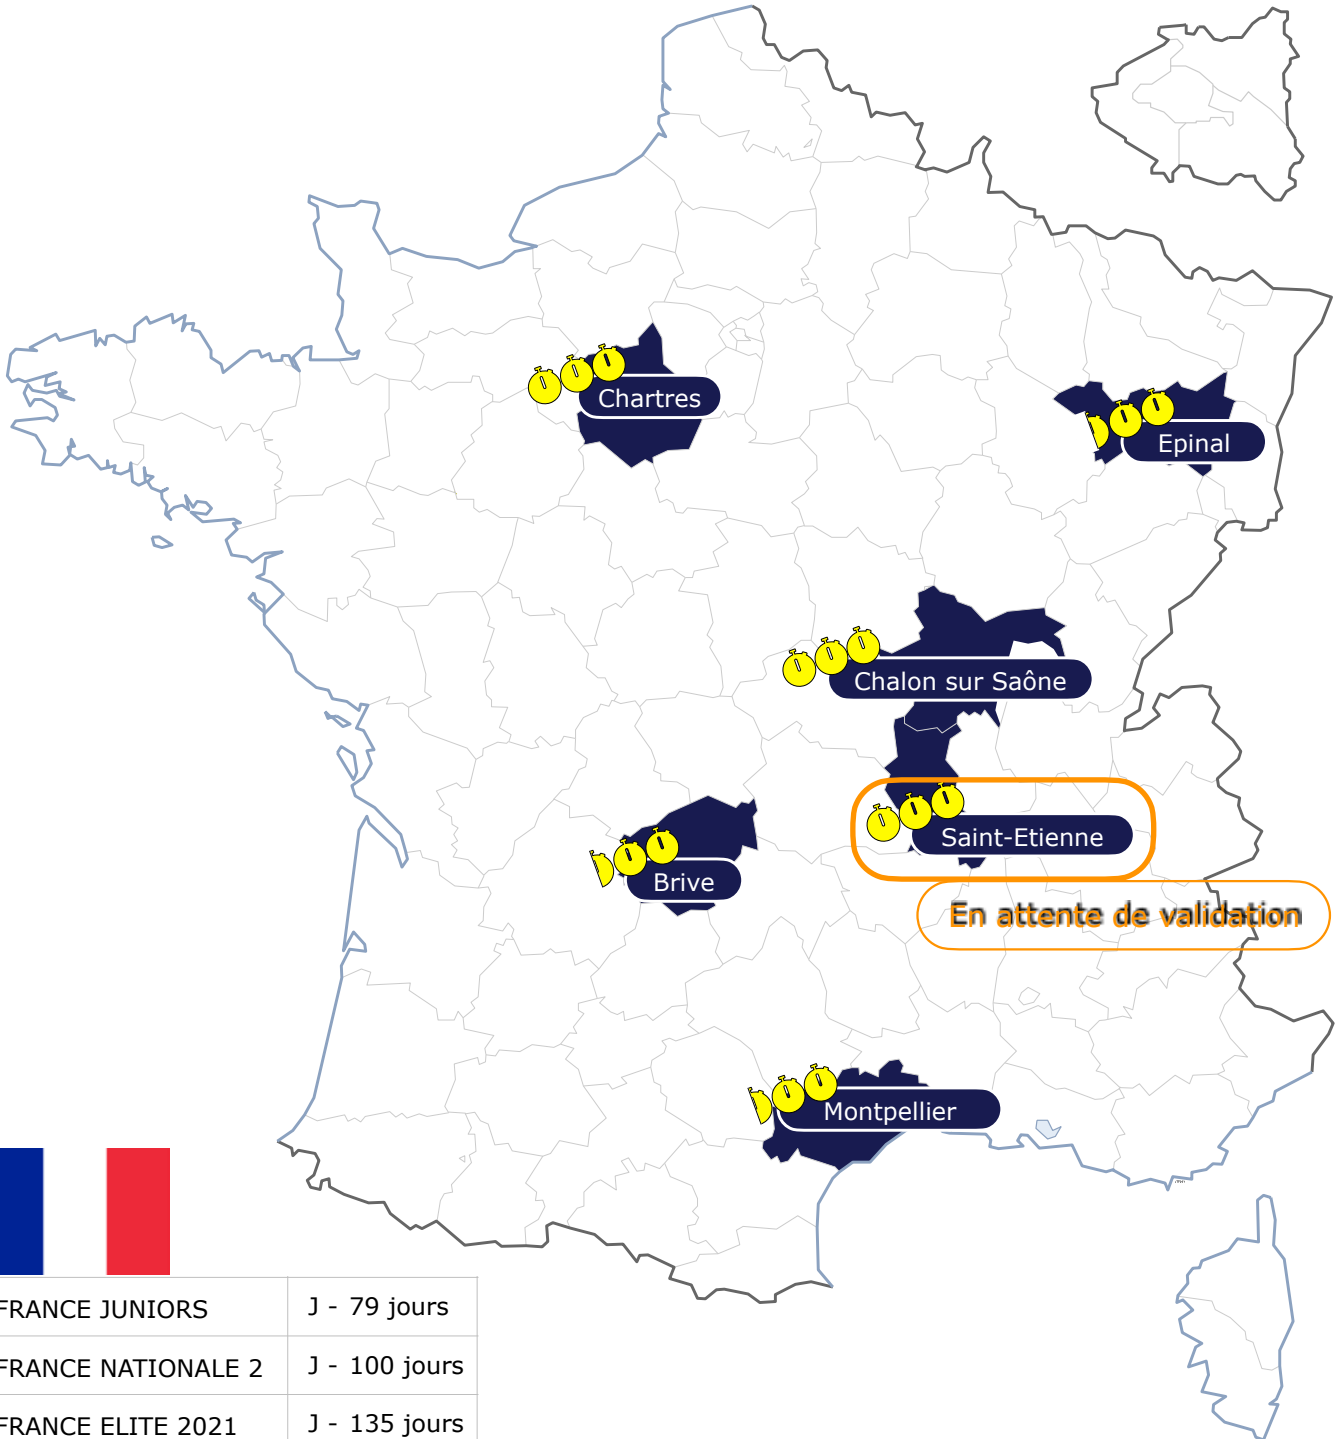 Chartres
Epinal
Chalon sur Saône
Saint-Etienne
Brive
En attente de validation
Montpellier
FRANCE JUNIORS
J - 79 jours
FRANCE NATIONALE 2
J - 100 jours
FRANCE ELITE 2021
J - 135 jours